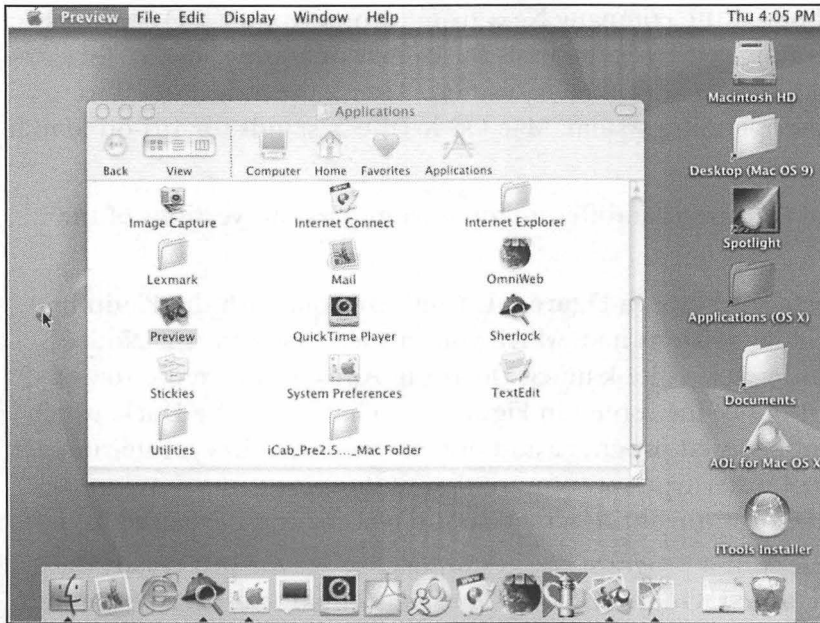 Preview File Edit Display Window Help Thu 4:05 PM
Macintosh HD
Applications
Back View Computer Home Favorites Applications
Desktop (Mac OS 9)
Image Capture Internet Connect Internet Explorer
WWW
Spotlight
Lexmark Mail OmniWeb
Applications (OS X)
Preview QuickTime Player Sherlock
Stickies System Preferences TextEdit
Documents
Utilities iCab_Pre2.5..._Mac Folder
AOL for Mac OS X
iTools Installer
WWW